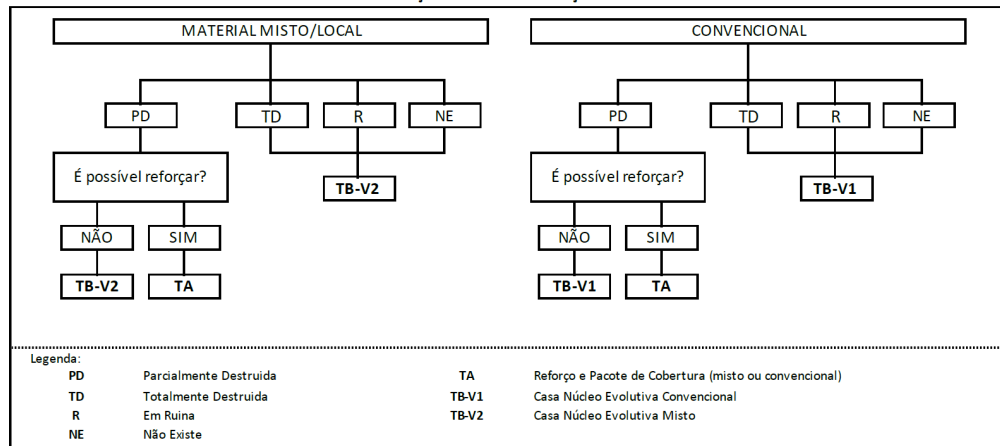 MATERIAL MISTO/LOCAL
PD
TD
R
NE
É possível reforçar?
TB-V2
NÃO
SIM
TB-V2
TA
CONVENCIONAL
PD
TD
R
NE
É possível reforçar?
TB-V1
NÃO
SIM
TB-V1
TA
Legenda:
PD Parcialmente Destruida
TD Totalmente Destruida
R Em Ruina
NE Não Existe
TA Reforço e Pacote de Cobertura (misto ou convencional)
TB-V1 Casa Núcleo Evolutiva Convencional
TB-V2 Casa Núcleo Evolutiva Misto